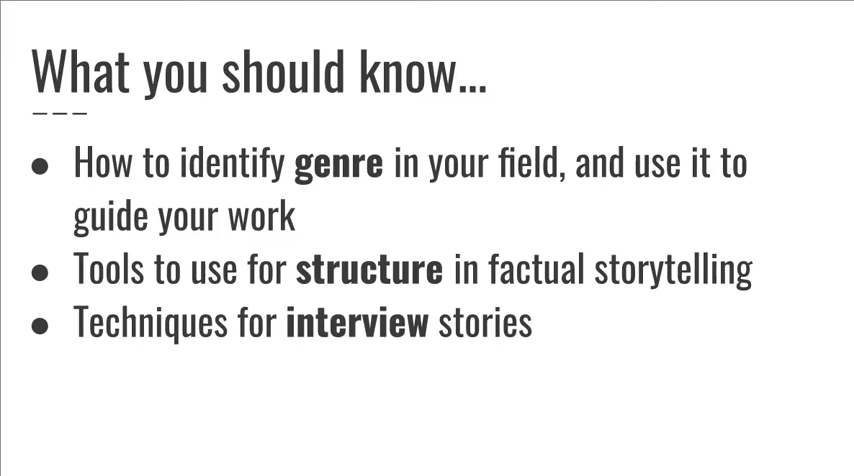 What you should know...
● How to identify genre in your field, and use it to
guide your work
● Tools to use for structure in factual storytelling
● Techniques for interview stories